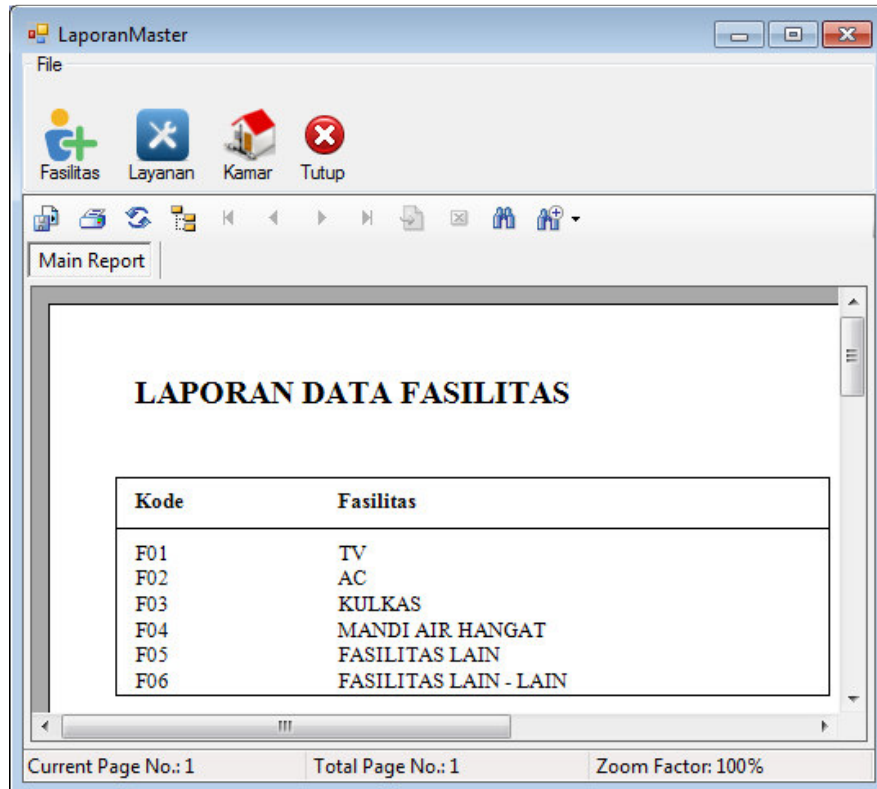 LaporanMaster
File
Fasilitas Layanan Kamar Tutup
Main Report
LAPORAN DATA FASILITAS
Kode Fasilitas
F01 TV
F02 AC
F03 KULKAS
F04 MANDI AIR HANGAT
F05 FASILITAS LAIN
F06 FASILITAS LAIN - LAIN
Current Page No.: 1 Total Page No.: 1 Zoom Factor: 100%